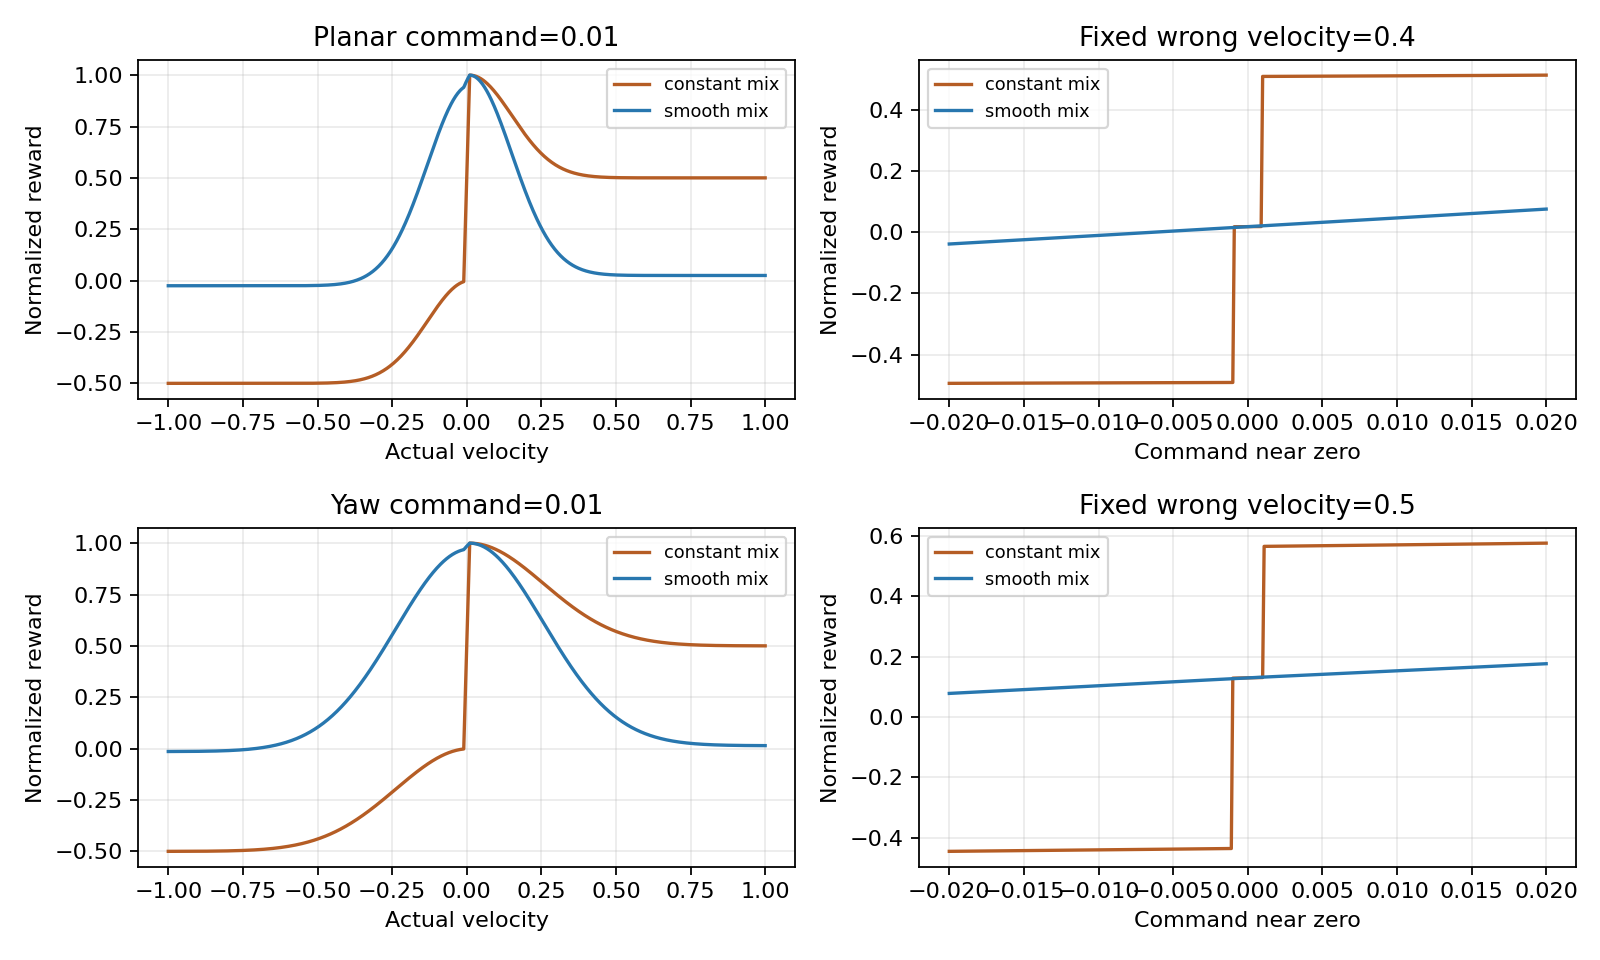 Planar command=0.01
Normalized reward
1.00
0.75
0.50
0.25
0.00
−0.25
−0.50
constant mix
smooth mix
−1.00 −0.75 −0.50 −0.25 0.00 0.25 0.50 0.75 1.00
Actual velocity
Fixed wrong velocity=0.4
Normalized reward
0.4
0.2
0.0
−0.2
−0.4
constant mix
smooth mix
−0.020 −0.015 −0.010 −0.005 0.000 0.005 0.010 0.015 0.020
Command near zero
Yaw command=0.01
Normalized reward
1.00
0.75
0.50
0.25
0.00
−0.25
−0.50
constant mix
smooth mix
−1.00 −0.75 −0.50 −0.25 0.00 0.25 0.50 0.75 1.00
Actual velocity
Fixed wrong velocity=0.5
Normalized reward
0.6
0.4
0.2
0.0
−0.2
−0.4
constant mix
smooth mix
−0.020 −0.015 −0.010 −0.005 0.000 0.005 0.010 0.015 0.020
Command near zero